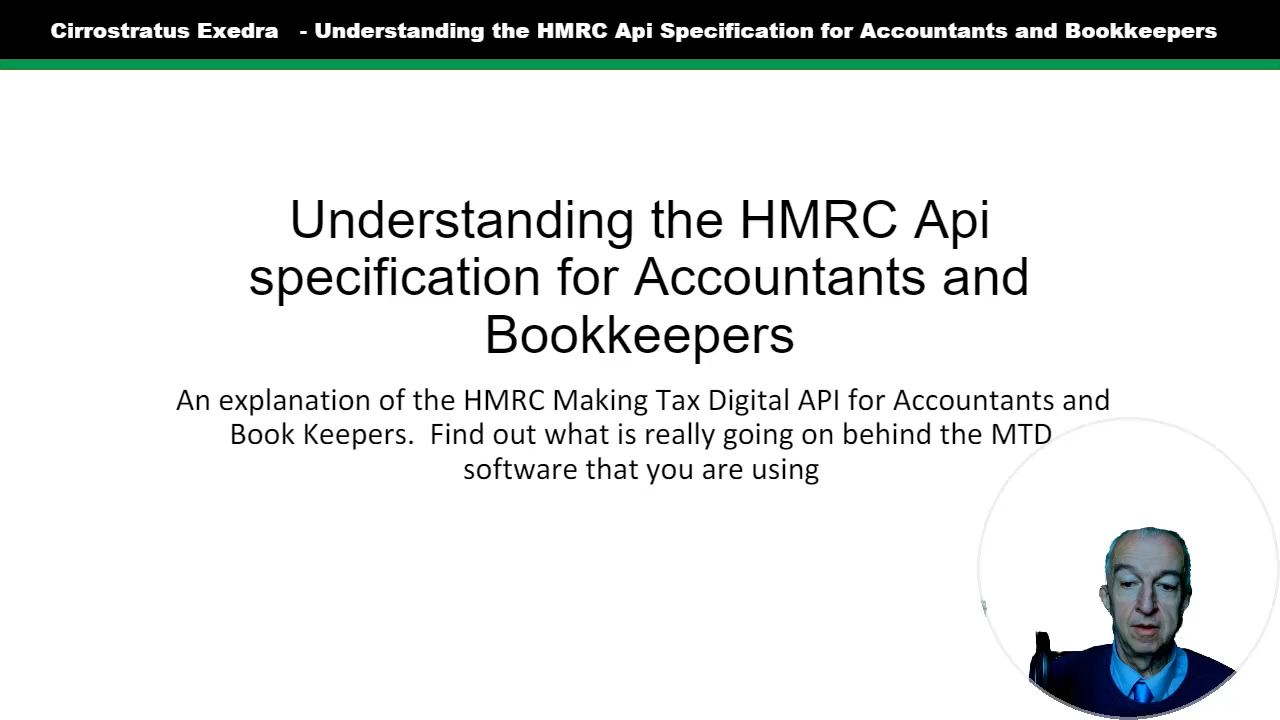 Cirrostratus Exedra - Understanding the HMRC Api Specification for Accountants and Bookkeepers
Understanding the HMRC Api
specification for Accountants and
Bookkeepers
An explanation of the HMRC Making Tax Digital API for Accountants and
Book Keepers. Find out what is really going on behind the MTD
software that you are using